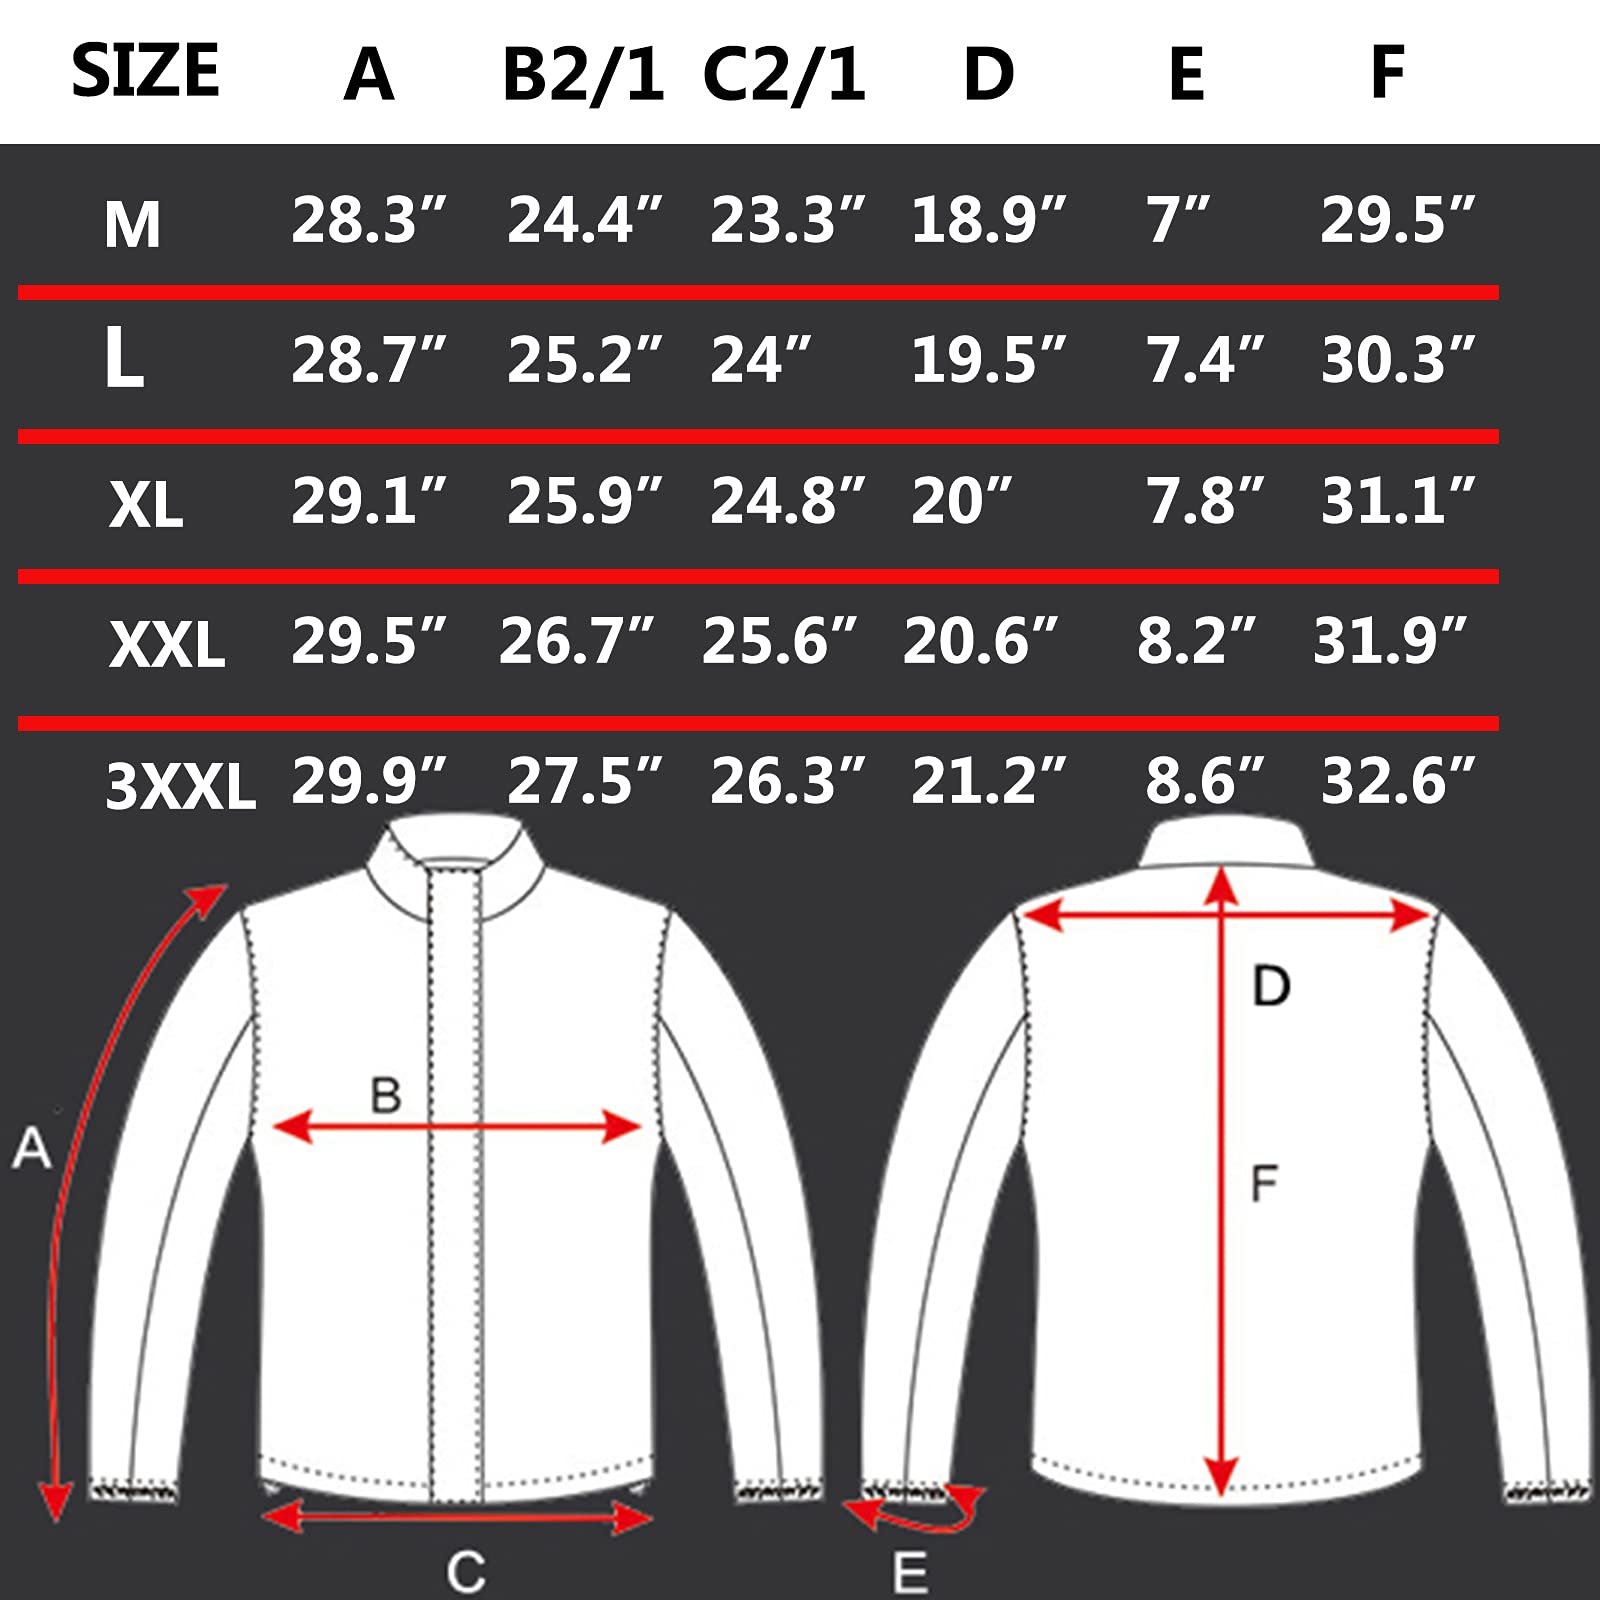 SIZE A B2/1 C2/1 D E F
M 28.3” 24.4” 23.3” 18.9” 7” 29.5”
L 28.7” 25.2” 24” 19.5” 7.4” 30.3”
XL 29.1” 25.9” 24.8” 20” 7.8” 31.1”
XXL 29.5” 26.7” 25.6” 20.6” 8.2” 31.9”
3XXL 29.9” 27.5” 26.3” 21.2” 8.6” 32.6”
D
B
A
F
C
E